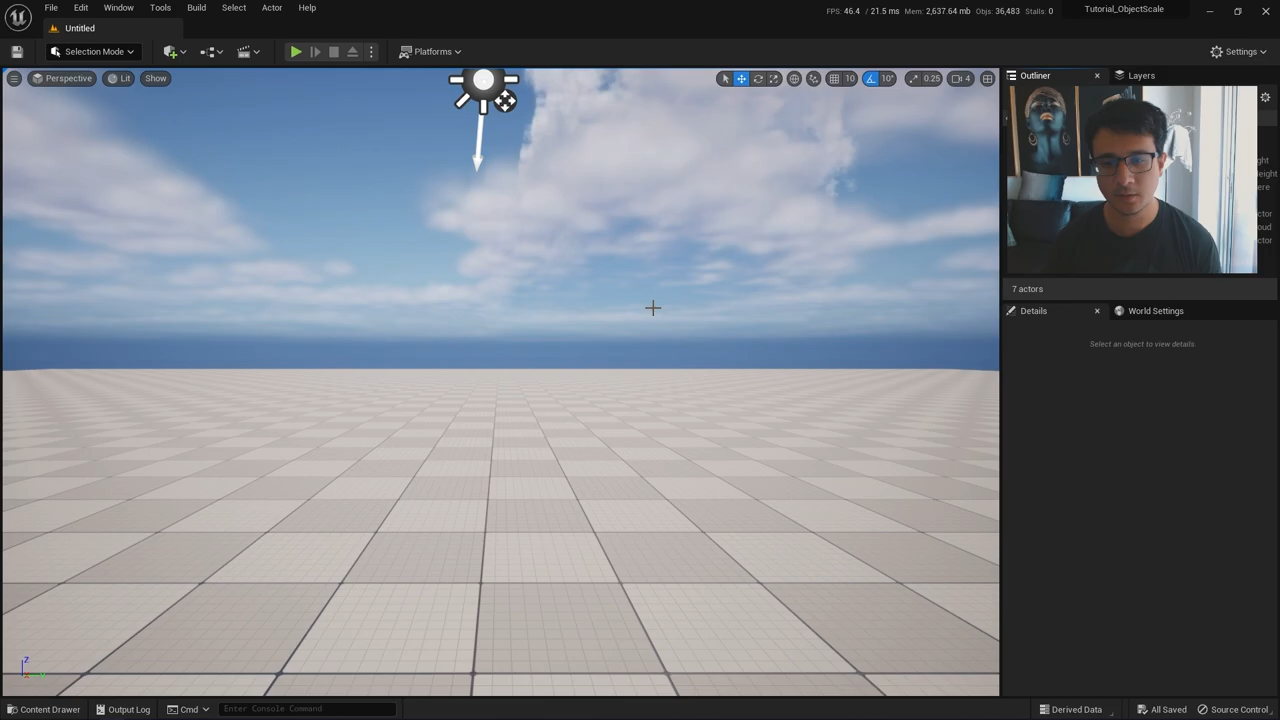 File Edit Window Tools Build Select Actor Help
FPS: 46.4 / 21.5 ms Mem: 2,637.64 mb Objs: 36,483 Stalls: 0
Tutorial_ObjectScale
Untitled
Selection Mode
Platforms
Settings
Perspective Lit Show
10 10° 0.25 4
Outliner
Layers
7 actors
Details
World Settings
Select an object to view details.
Z
Content Drawer Output Log Cmd Enter Console Command
Derived Data All Saved Source Control